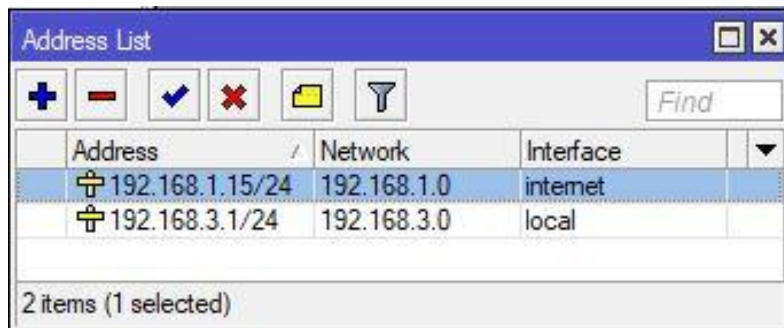 Address List
Find
Address Network Interface
192.168.1.15/24 192.168.1.0 internet
192.168.3.1/24 192.168.3.0 local
2 items (1 selected)